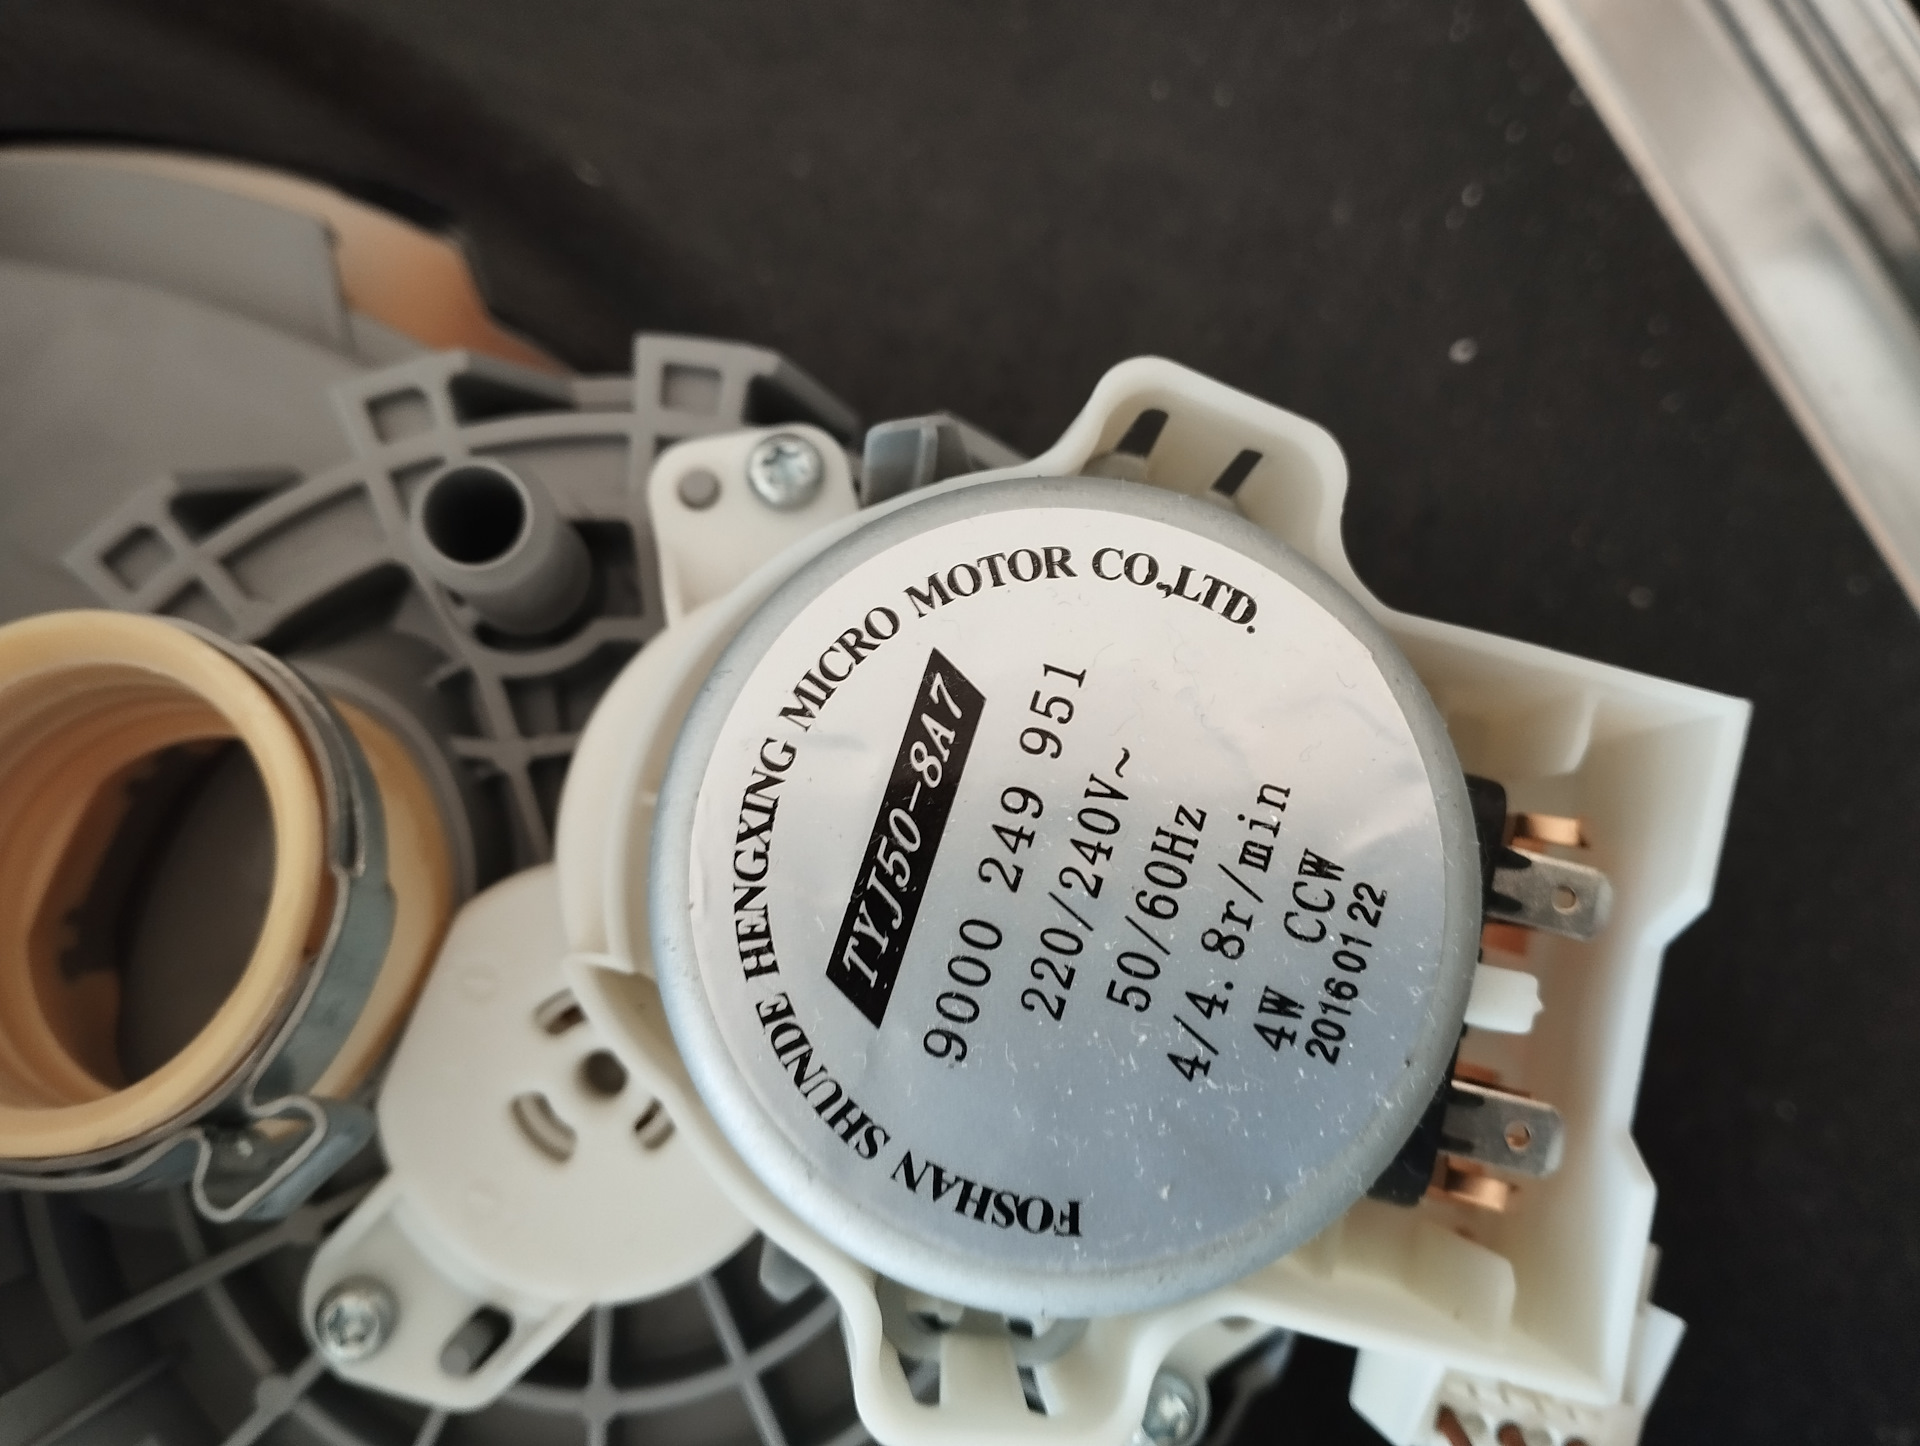 FOSHAN SHUNDE HENGXING MICRO MOTOR CO.,LTD.
TYJ50-8A7
9000 249 951
220/240V~
50/60Hz
4/4.8r/min
4W CCW
20160122